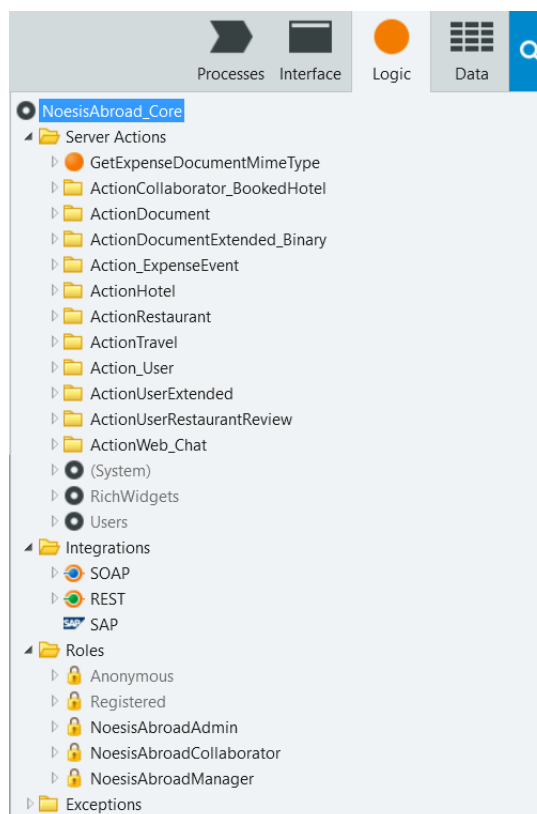 Processes Interface Logic Data
NoesisAbroad_Core
Server Actions
GetExpenseDocumentMimeType
ActionCollaborator_BookedHotel
ActionDocument
ActionDocumentExtended_Binary
Action_ExpenseEvent
ActionHotel
ActionRestaurant
ActionTravel
Action_User
ActionUserExtended
ActionUserRestaurantReview
ActionWeb_Chat
(System)
RichWidgets
Users
Integrations
SOAP
REST
SAP SAP
Roles
Anonymous
Registered
NoesisAbroadAdmin
NoesisAbroadCollaborator
NoesisAbroadManager
Exceptions